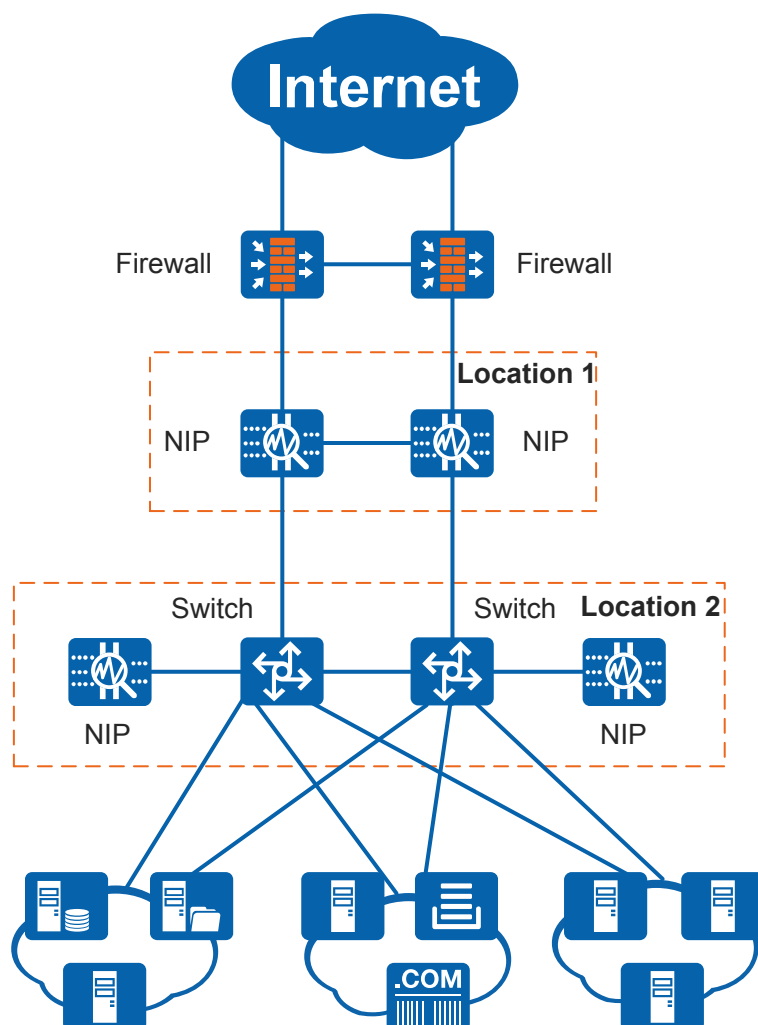 Internet
Firewall
Firewall
Location 1
NIP
NIP
Switch
Switch
Location 2
NIP
NIP
.COM